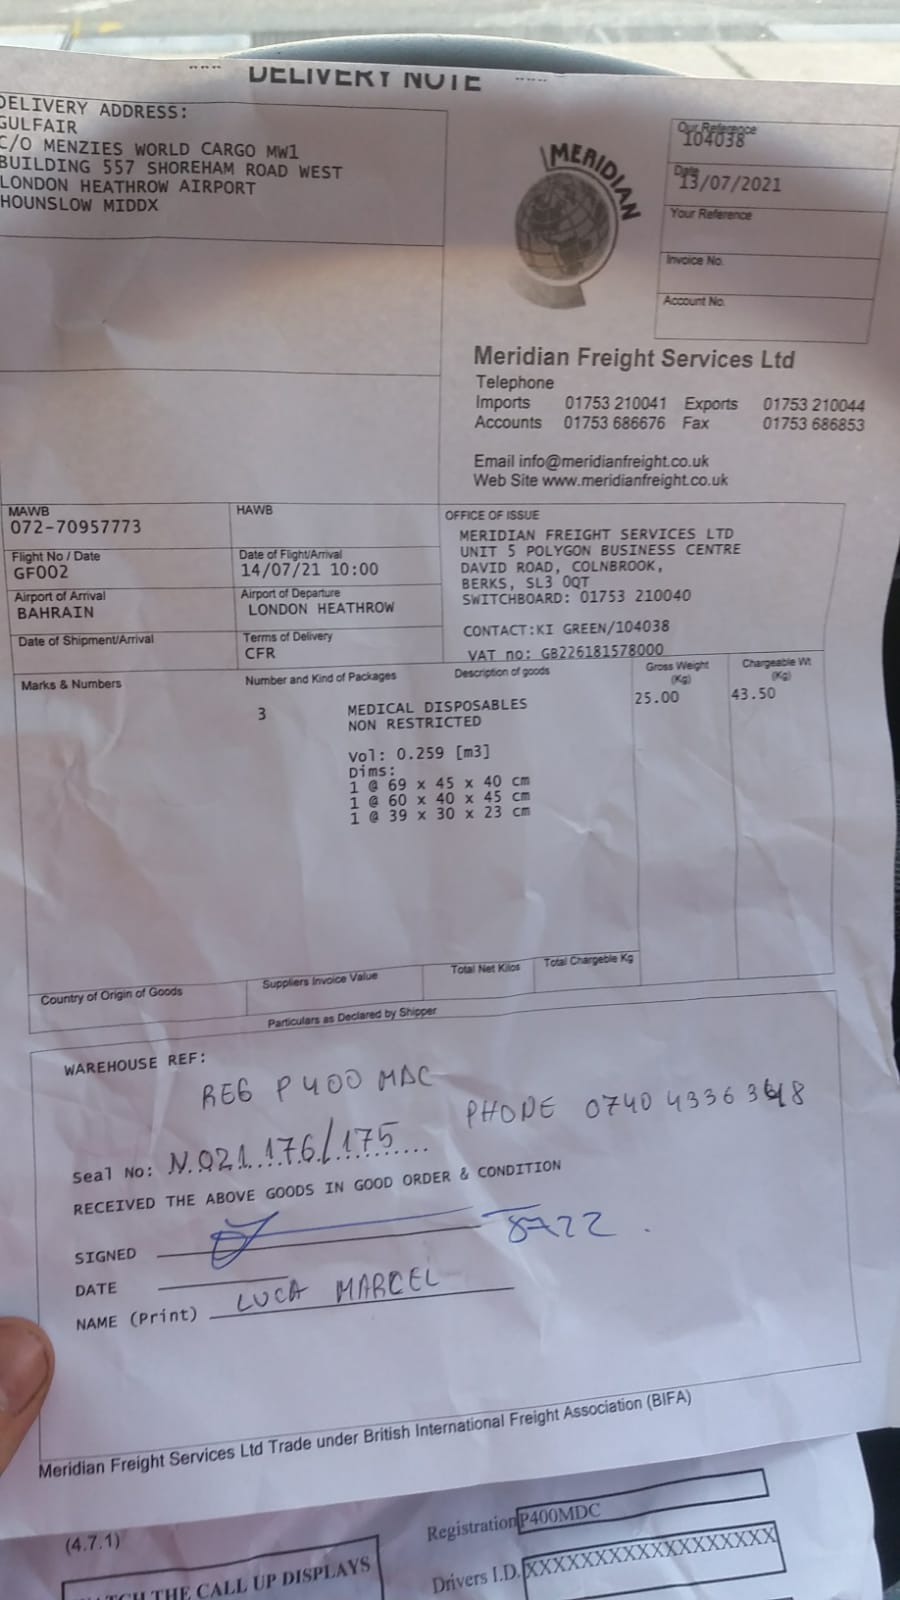 DELIVERY NOTE
DELIVERY ADDRESS:
GULFAIR
C/O MENZIES WORLD CARGO MW1
BUILDING 557 SHOREHAM ROAD WEST
LONDON HEATHROW AIRPORT
HOUNSLOW MIDDX
MERIDIAN
Our Reference
104038
Date
13/07/2021
Your Reference
Invoice No.
Account No.
Meridian Freight Services Ltd
Telephone
Imports 01753 210041 Exports 01753 210044
Accounts 01753 686676 Fax 01753 686853
Email info@meridianfreight.co.uk
Web Site www.meridianfreight.co.uk
MAWB
072-70957773
HAWB
Flight No / Date
GF002
Date of Flight/Arrival
14/07/21 10:00
Airport of Arrival
BAHRAIN
Airport of Departure
LONDON HEATHROW
Date of Shipment/Arrival
Terms of Delivery
CFR
OFFICE OF ISSUE
MERIDIAN FREIGHT SERVICES LTD
UNIT 5 POLYGON BUSINESS CENTRE
DAVID ROAD, COLNBROOK,
BERKS, SL3 0QT
SWITCHBOARD: 01753 210040
CONTACT:KI GREEN/104038
VAT no: GB226181578000
Marks & Numbers Number and Kind of Packages Description of goods Gross Weight (Kg) Chargeable Wt (Kg)
3 MEDICAL DISPOSABLES 25.00 43.50
NON RESTRICTED
Vol: 0.259 [m3]
Dims:
1 @ 69 x 45 x 40 cm
1 @ 60 x 40 x 45 cm
1 @ 39 x 30 x 23 cm
Country of Origin of Goods Suppliers Invoice Value Total Net Kilos Total Chargeble Kg
Particulars as Declared by Shipper
WAREHOUSE REF:
REG P400 MDC
PHONE 0740 4336 348
Seal No: N.021.176/175
RECEIVED THE ABOVE GOODS IN GOOD ORDER & CONDITION
SIGNED
DATE
NAME (Print) LUCA MARCEL
Meridian Freight Services Ltd Trade under British International Freight Association (BIFA)
(4.7.1)
Registration P400MDC
THE CALL UP DISPLAYS
Drivers I.D. XXXXXXXXXXXXXXXXXX